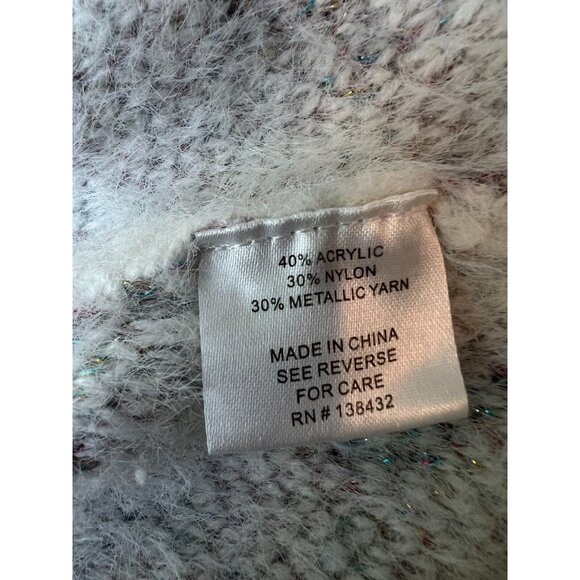 40% ACRYLIC
30% NYLON
30% METALLIC YARN
MADE IN CHINA
SEE REVERSE
FOR CARE
RN # 138432